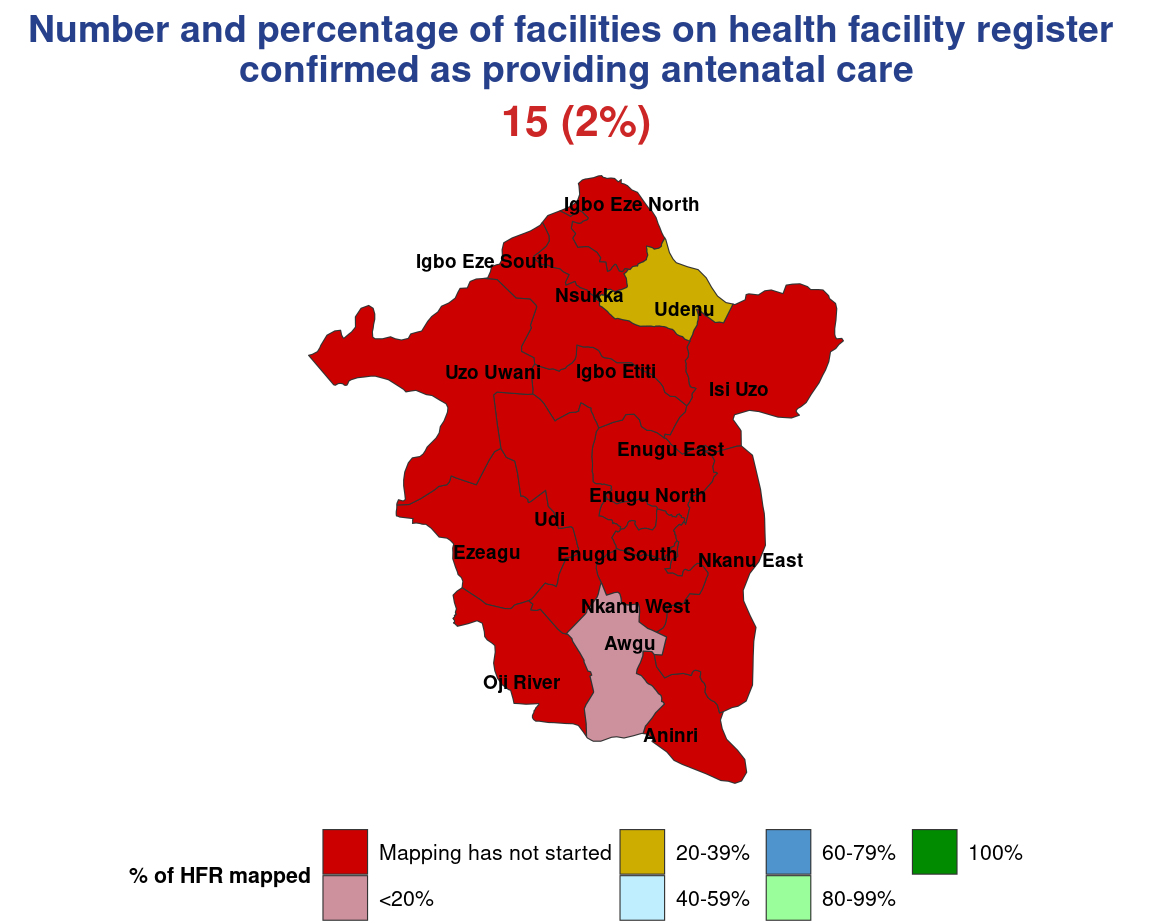 Number and percentage of facilities on health facility register
confirmed as providing antenatal care
15 (2%)
Igbo Eze North
Igbo Eze South
Nsukka
Udenu
Uzo Uwani
Igbo Etiti
Isi Uzo
Enugu East
Enugu North
Udi
Ezeagu
Enugu South
Nkanu East
Nkanu West
Awgu
Oji River
Aninri
% of HFR mapped
Mapping has not started
<20%
20-39%
40-59%
60-79%
80-99%
100%